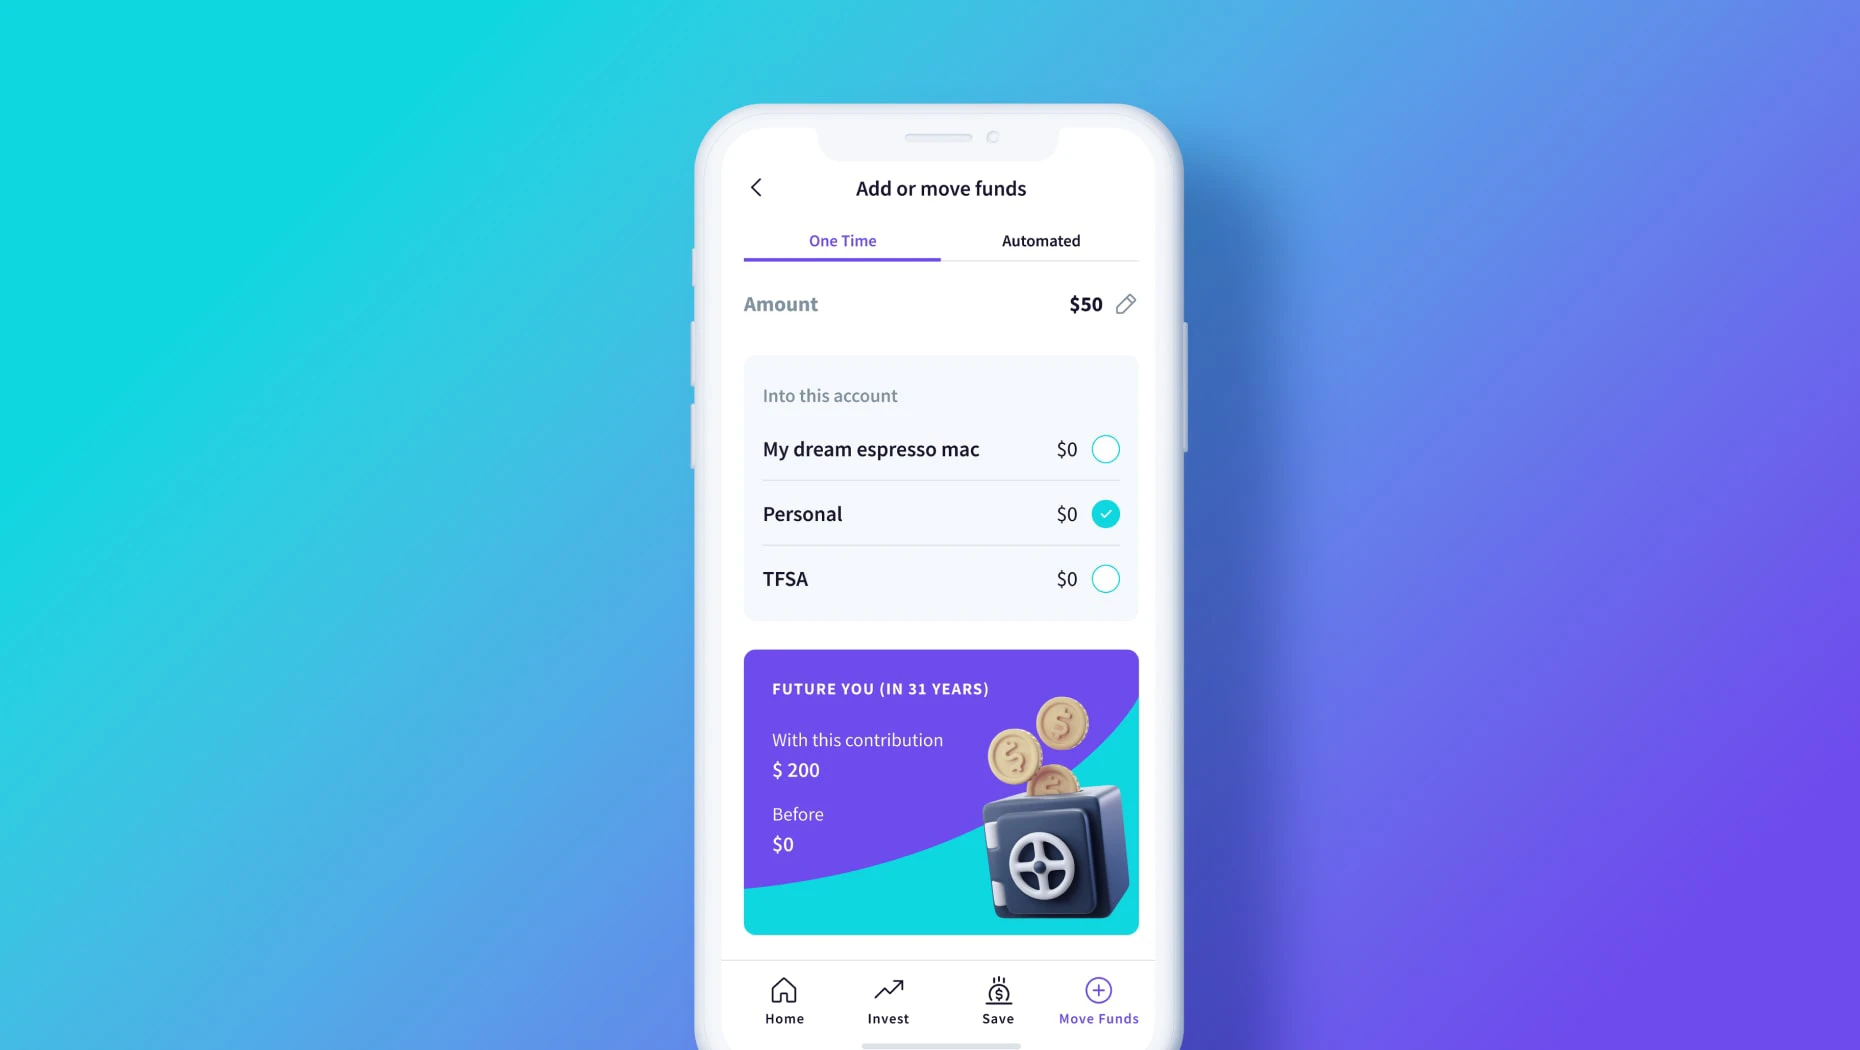 Add or move funds
One Time Automated
Amount $50
Into this account
My dream espresso mac $0
Personal $0
TFSA $0
FUTURE YOU (IN 31 YEARS)
With this contribution
$ 200
Before
$0
Home Invest Save Move Funds